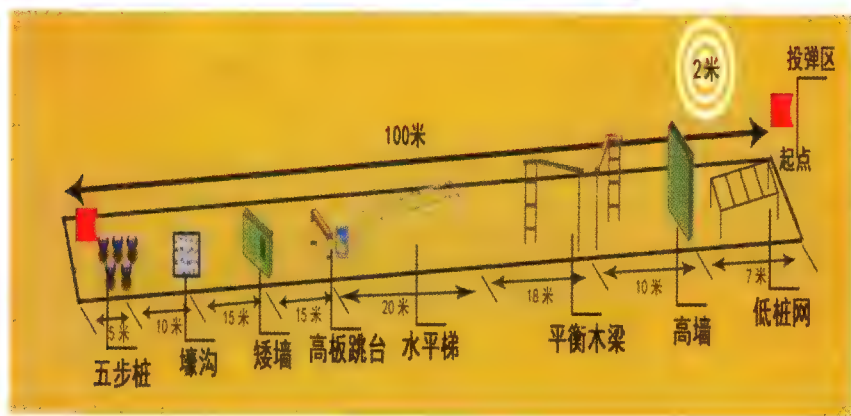 2米
投弹区
100米
起点
5米
10米
15米
15米
20米
18米
10米
7米
五步桩
壕沟
矮墙
高板跳台
水平梯
平衡木梁
高墙
低桩网